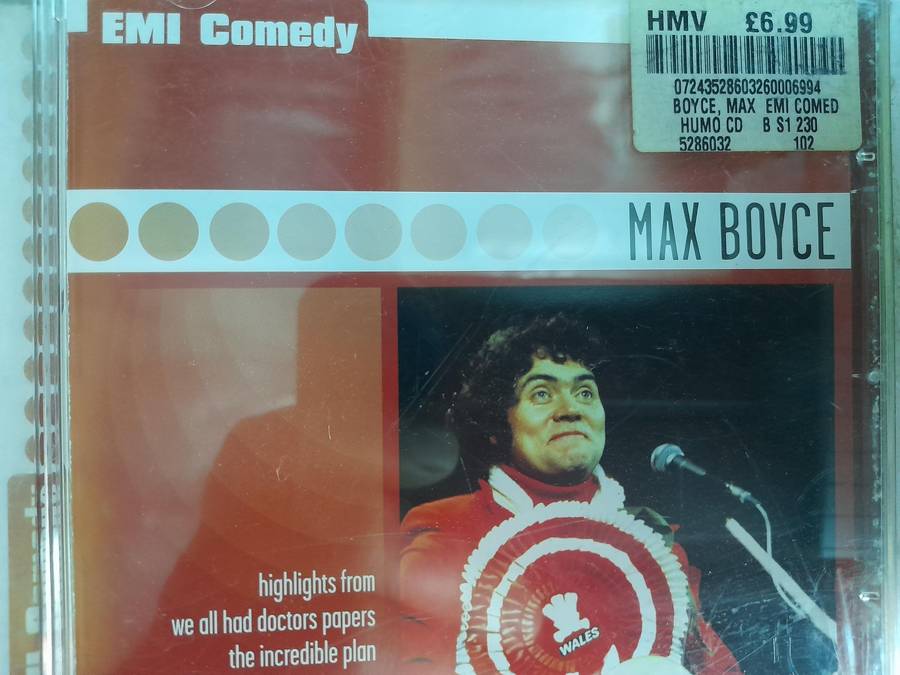 EMI Comedy
HMV £6.99
07243528603260006994
BOYCE, MAX EMI COMED
HUMO CD B S1 230
5286032 102
MAX BOYCE
WALES
highlights from
we all had doctors papers
the incredible plan